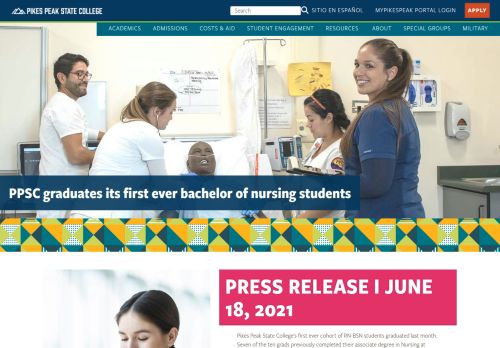 PIKES PEAK STATE COLLEGE
Search
SITIO EN ESPAÑOL
MYPIKESPEAK PORTAL LOGIN
APPLY
ACADEMICS
ADMISSIONS
COSTS & AID
STUDENT ENGAGEMENT
RESOURCES
ABOUT
SPECIAL GROUPS
MILITARY
PPSC graduates its first ever bachelor of nursing students
PRESS RELEASE I JUNE
18, 2021
Pikes Peak State College's first ever cohort of RN-BSN students graduated last month.
Seven of the ten grads previously completed their associate degree in Nursing at